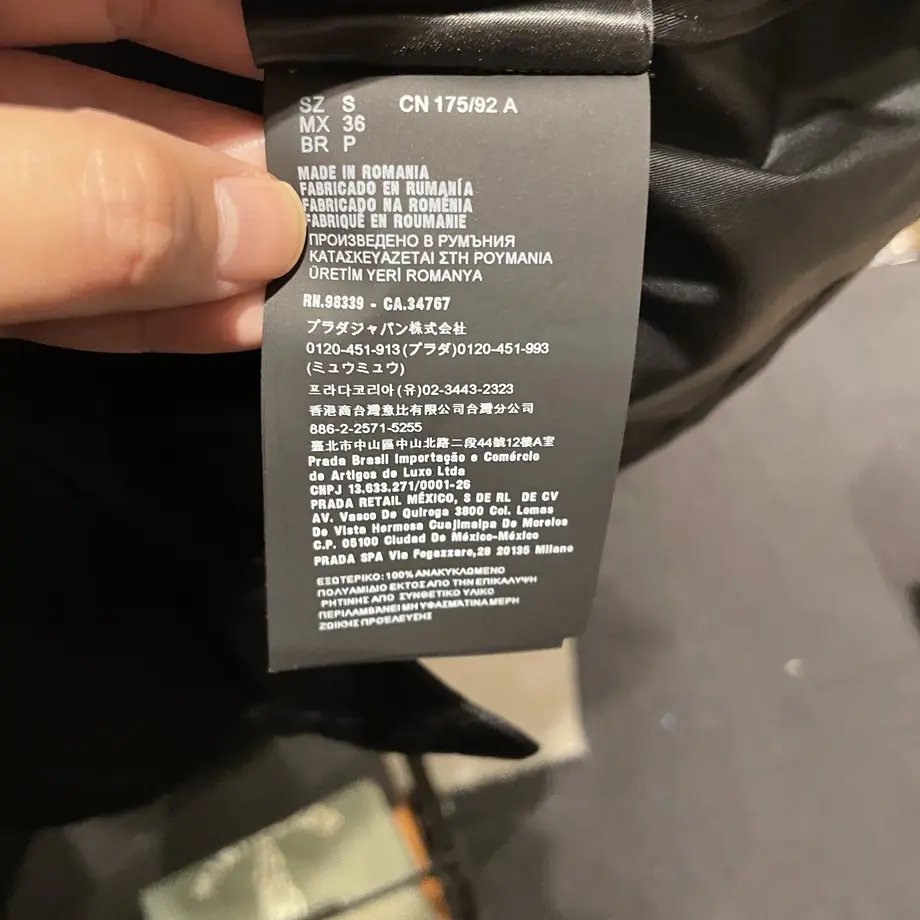 SZ S CN 175/92 A
MX 36
BR P
MADE IN ROMANIA
FABRICADO EN RUMANÍA
FABRICADO NA ROMÉNIA
FABRIQUÉ EN ROUMANIE
ПРОИЗВЕДЕНО В РУМЪНИЯ
ΚΑΤΑΣΚΕΥΑΖΕΤΑΙ ΣΤΗ ΡΟΥΜΑΝΙΑ
ÜRETİM YERİ ROMANYA
RN.98339 - CA.34767
プラダジャパン株式会社
0120-451-913(プラダ)0120-451-993
(ミュウミュウ)
프라다코리아(유)02-3443-2323
香港商台灣意比有限公司台灣分公司
886-2-2571-5255
臺北市中山區中山北路二段44號12樓A室
Prada Brasil Importação e Comércio
de Artigos de Luxo Ltda
CNPJ 13.633.271/0001-26
PRADA RETAIL MÉXICO, S DE RL DE CV
AV. Vasco De Quiroga 3800 Col. Lomas
De Vista Hermosa Cuajimalpa De Morelos
C.P. 05100 Ciudad De México-México
PRADA SPA Via Fogazzaro,28 20135 Milano
ΕΞΩΤΕΡΙΚΟ: 100% ΑΝΑΚΥΚΛΩΜΕΝΟ
ΠΟΛΥΑΜΙΔΙΟ ΕΚΤΟΣ ΑΠΟ ΤΗΝ ΕΠΙΚΑΛΥΨΗ
ΡΗΤΙΝΗΣ ΑΠΟ ΣΥΝΘΕΤΙΚΟ ΥΛΙΚΟ
ΠΕΡΙΛΑΜΒΑΝΕΙ ΜΗ ΥΦΑΣΜΑΤΙΝΑ ΜΕΡΗ
ΖΩΙΚΗΣ ΠΡΟΕΛΕΥΣΗΣ